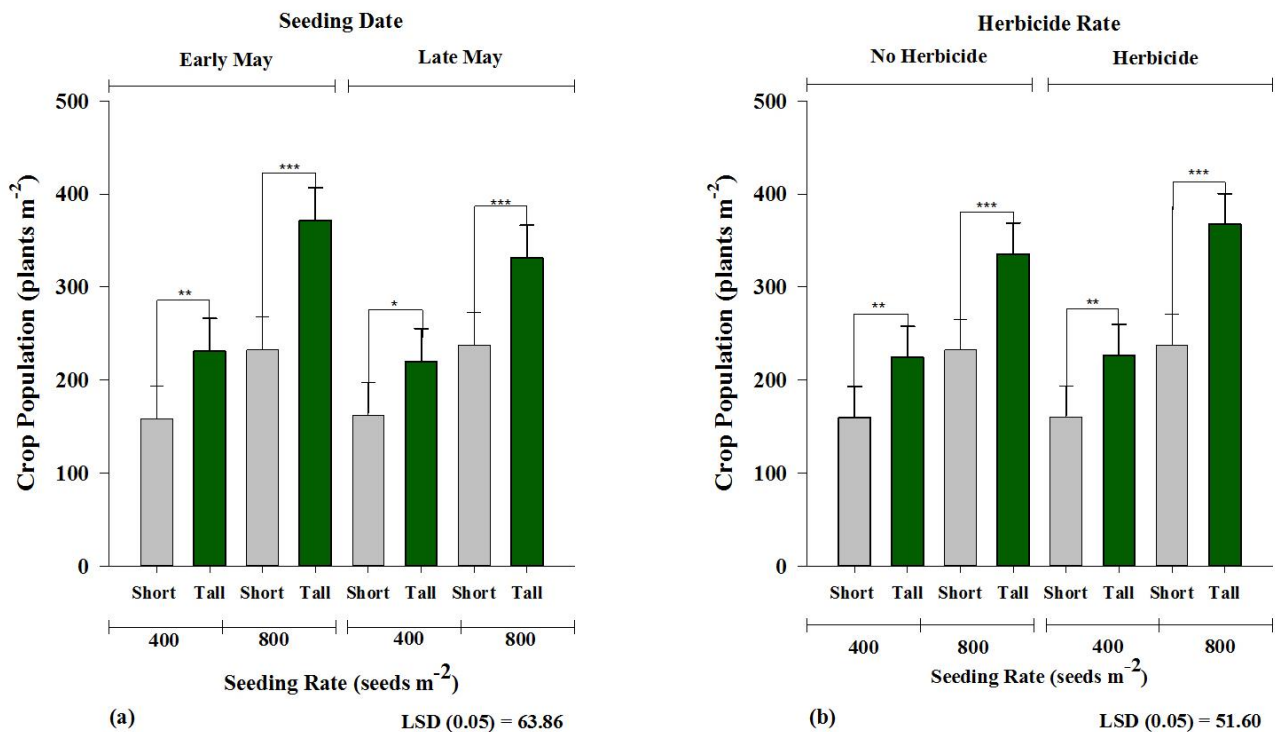 Seeding Date
Early May Late May
500
400
300
200
100
0
Crop Population (plants m-2)
***
***
**
*
Short Tall Short Tall Short Tall Short Tall
400 800 400 800
Seeding Rate (seeds m-2)
(a) LSD (0.05) = 63.86
Herbicide Rate
No Herbicide Herbicide
500
400
300
200
100
0
Crop Population (plants m-2)
***
***
**
**
Short Tall Short Tall Short Tall Short Tall
400 800 400 800
Seeding Rate (seeds m-2)
(b) LSD (0.05) = 51.60